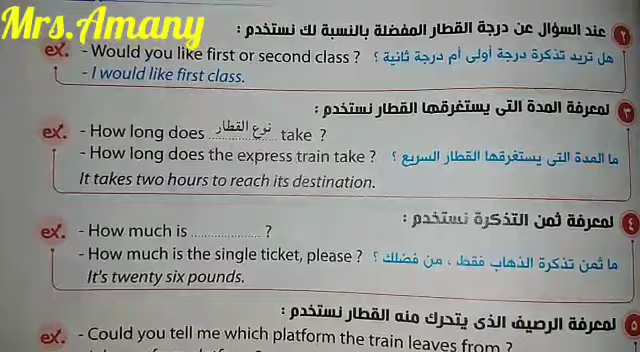 Mrs.Amany
٢ عند السؤال عن درجة القطار المفضلة بالنسبة لك نستخدم :
ex. - Would you like first or second class ? هل تريد تذكرة درجة أولى أم درجة ثانية ؟
- I would like first class.
٣ لمعرفة المدة التى يستغرقها القطار نستخدم :
ex. - How long does نوع القطار take ?
- How long does the express train take ? ما المدة التى يستغرقها القطار السريع ؟
It takes two hours to reach its destination.
٤ لمعرفة ثمن التذكرة نستخدم :
ex. - How much is .................... ?
- How much is the single ticket, please ? ما ثمن تذكرة الذهاب فقط ، من فضلك ؟
It's twenty six pounds.
٥ لمعرفة الرصيف الذى يتحرك منه القطار نستخدم :
ex. - Could you tell me which platform the train leaves from ?